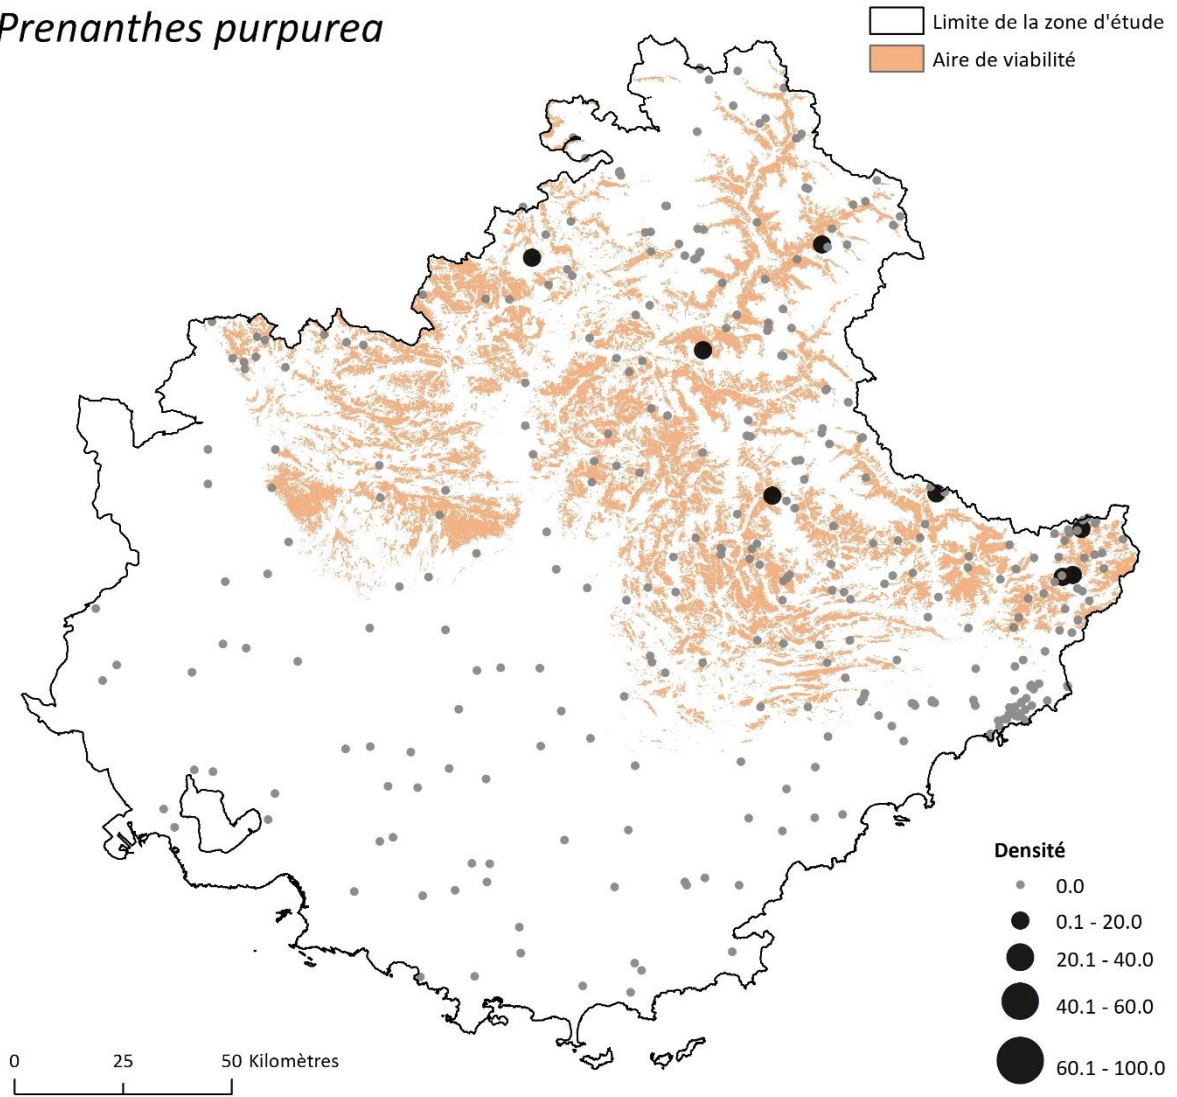 Prenanthes purpurea
Limite de la zone d'étude
Aire de viabilité
Densité
0.0
0.1 - 20.0
20.1 - 40.0
40.1 - 60.0
60.1 - 100.0
0 25 50 Kilomètres